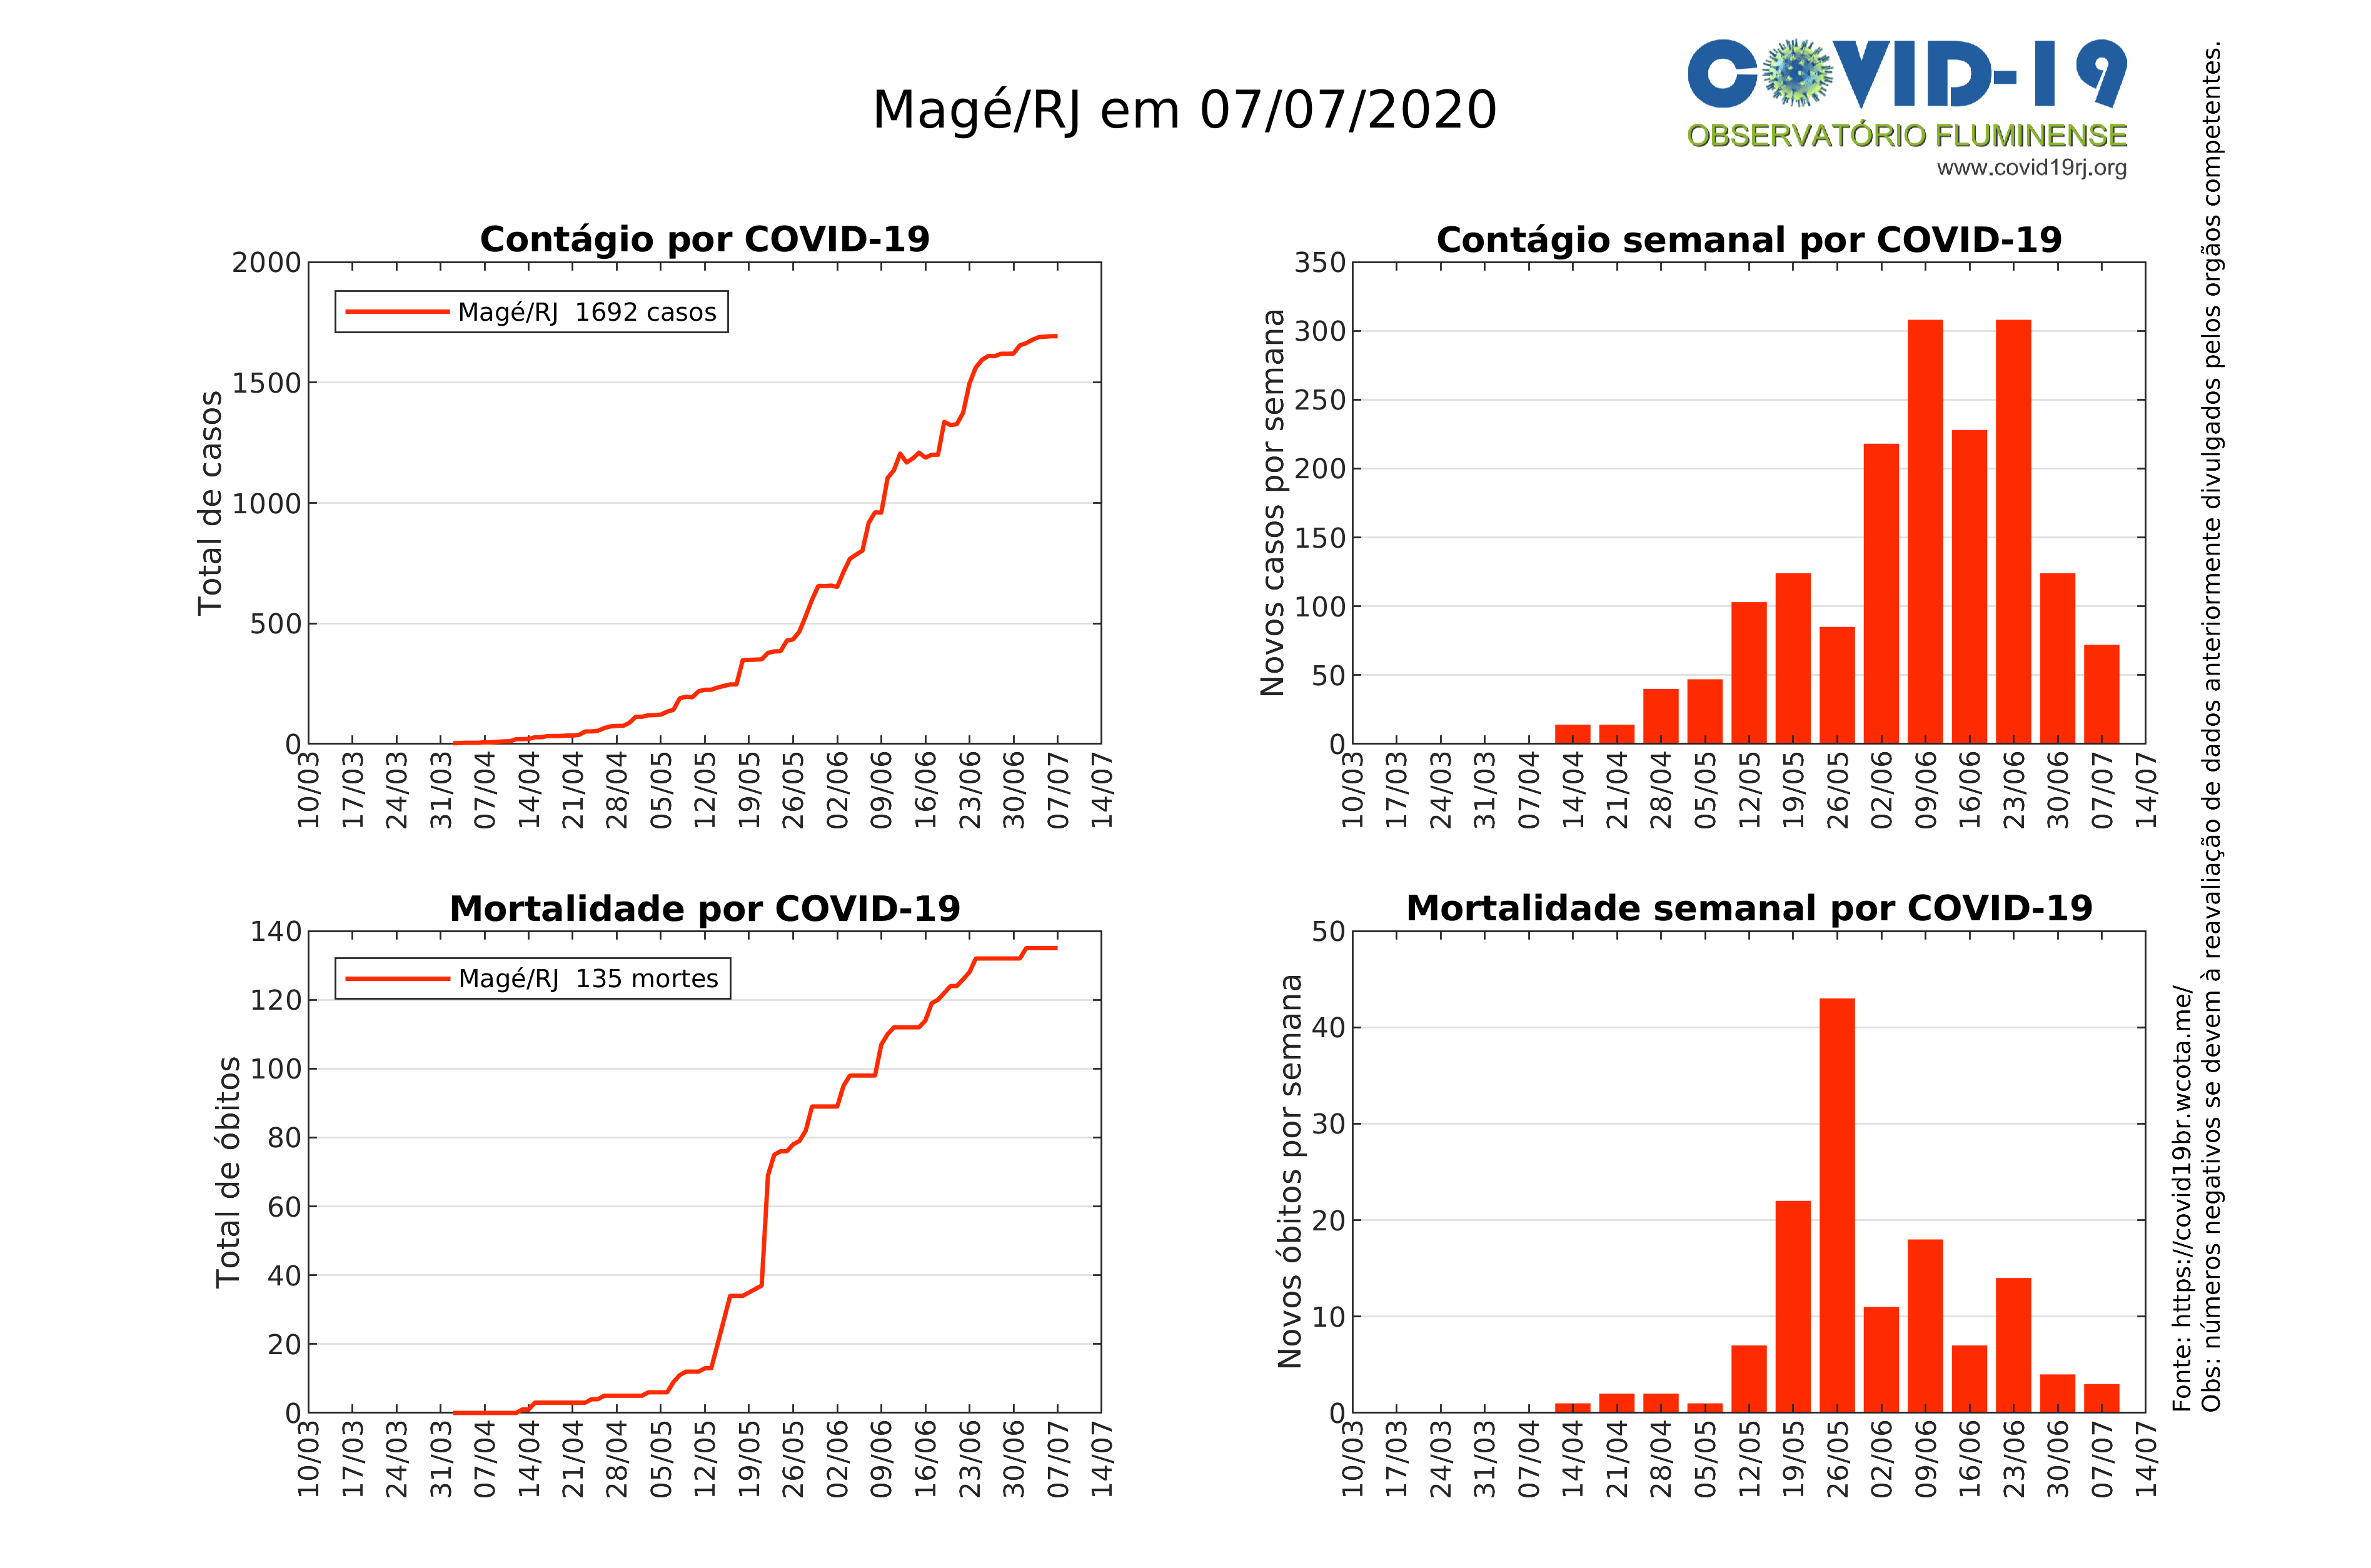 Magé/RJ em 07/07/2020
COVID-19
OBSERVATÓRIO FLUMINENSE
www.covid19rj.org
Contágio por COVID-19
Total de casos
2000
1500
1000
500
0
Magé/RJ 1692 casos
10/03 17/03 24/03 31/03 07/04 14/04 21/04 28/04 05/05 12/05 19/05 26/05 02/06 09/06 16/06 23/06 30/06 07/07 14/07
Contágio semanal por COVID-19
Novos casos por semana
350
300
250
200
150
100
50
0
10/03 17/03 24/03 31/03 07/04 14/04 21/04 28/04 05/05 12/05 19/05 26/05 02/06 09/06 16/06 23/06 30/06 07/07 14/07
Mortalidade por COVID-19
Total de óbitos
140
120
100
80
60
40
20
0
Magé/RJ 135 mortes
10/03 17/03 24/03 31/03 07/04 14/04 21/04 28/04 05/05 12/05 19/05 26/05 02/06 09/06 16/06 23/06 30/06 07/07 14/07
Mortalidade semanal por COVID-19
Novos óbitos por semana
50
40
30
20
10
0
10/03 17/03 24/03 31/03 07/04 14/04 21/04 28/04 05/05 12/05 19/05 26/05 02/06 09/06 16/06 23/06 30/06 07/07 14/07
Fonte: https://covid19br.wcota.me/
Obs: números negativos se devem à reavaliação de dados anteriormente divulgados pelos orgãos competentes.